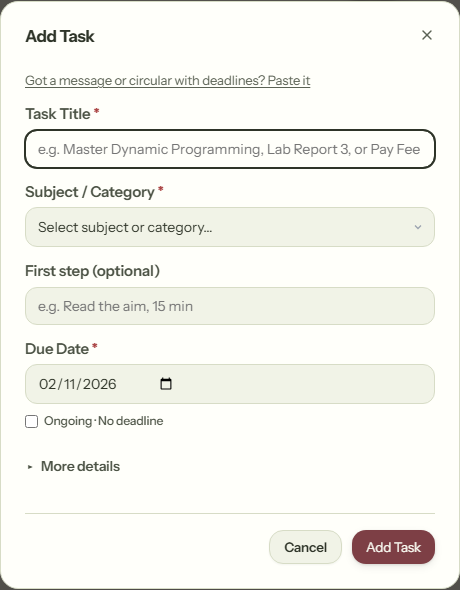 Add Task
Got a message or circular with deadlines? Paste it
Task Title *
e.g. Master Dynamic Programming, Lab Report 3, or Pay Fee
Subject / Category *
Select subject or category...
First step (optional)
e.g. Read the aim, 15 min
Due Date *
02/11/2026
Ongoing · No deadline
More details
Cancel
Add Task